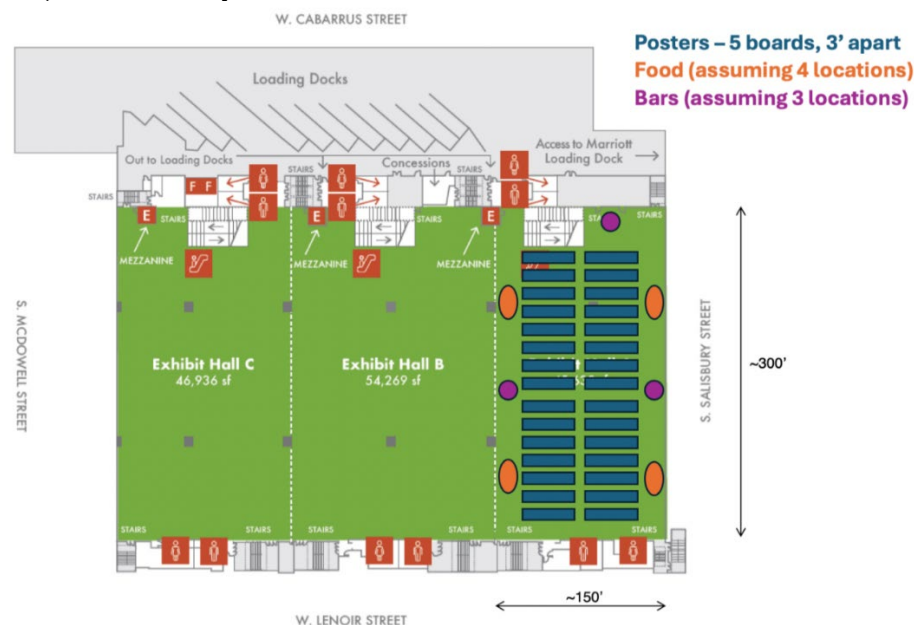 W. CABARRUS STREET
Posters – 5 boards, 3’ apart
Food (assuming 4 locations)
Bars (assuming 3 locations)
Loading Docks
Access to Marriott
Loading Dock
Out to Loading Docks
STAIRS
Concessions
STAIRS
F F
STAIRS
E
STAIRS
E
STAIRS
E
STAIRS
MEZZANINE
MEZZANINE
MEZZANINE
S. MCDOWELL STREET
S. SALISBURY STREET
~300’
Exhibit Hall C
46,936 sf
Exhibit Hall B
54,269 sf
STAIRS
STAIRS
STAIRS
STAIRS
STAIRS
STAIRS
~150’
W. LENOIR STREET